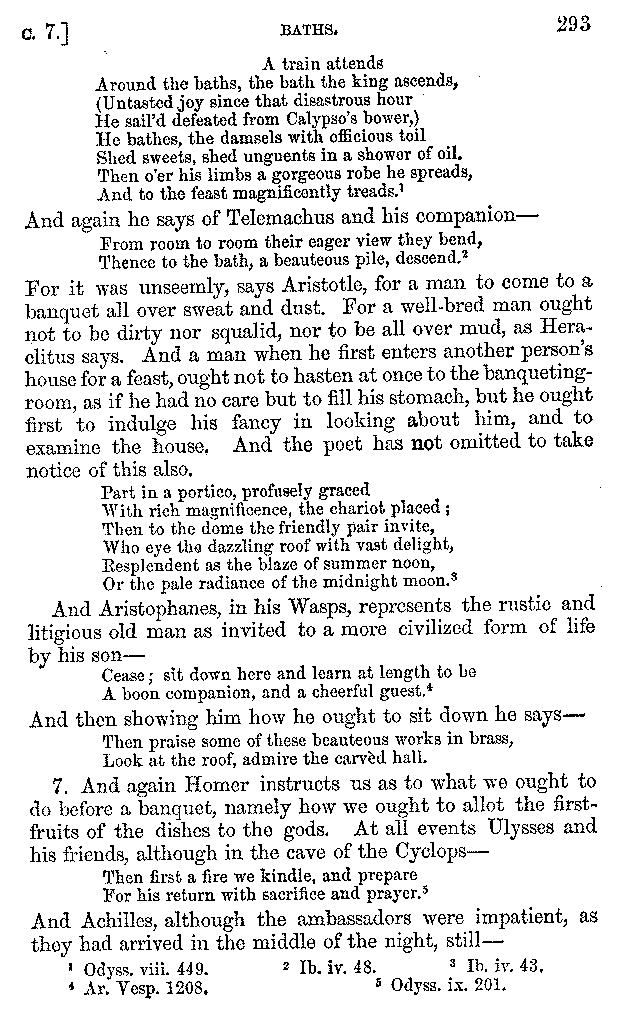 C. 7.] BATHS. 293
A train attends
Around the baths, the bath the king ascends,
(Untasted joy since that disastrous hour
He sail'd defeated from Calypso's bower,)
He bathes, the damsels with officious toil
Shed sweets, shed unguents in a shower of oil.
Then o'er his limbs a gorgeous robe he spreads,
And to the feast magnificently treads.¹
And again he says of Telemachus and his companion—
From room to room their eager view they bend,
Thence to the bath, a beauteous pile, descend.²
For it was unseemly, says Aristotle, for a man to come to a
banquet all over sweat and dust. For a well-bred man ought
not to be dirty nor squalid, nor to be all over mud, as Hera-
clitus says. And a man when he first enters another person's
house for a feast, ought not to hasten at once to the banqueting-
room, as if he had no care but to fill his stomach, but he ought
first to indulge his fancy in looking about him, and to
examine the house. And the poet has not omitted to take
notice of this also.
Part in a portico, profusely graced
With rich magnificence, the chariot placed;
Then to the dome the friendly pair invite,
Who eye the dazzling roof with vast delight,
Resplendent as the blaze of summer noon,
Or the pale radiance of the midnight moon.³
And Aristophanes, in his Wasps, represents the rustic and
litigious old man as invited to a more civilized form of life
by his son—
Cease; sit down here and learn at length to be
A boon companion, and a cheerful guest.⁴
And then showing him how he ought to sit down he says—
Then praise some of these beauteous works in brass,
Look at the roof, admire the carvèd hall.
7. And again Homer instructs us as to what we ought to
do before a banquet, namely how we ought to allot the first-
fruits of the dishes to the gods. At all events Ulysses and
his friends, although in the cave of the Cyclops—
Then first a fire we kindle, and prepare
For his return with sacrifice and prayer.⁵
And Achilles, although the ambassadors were impatient, as
they had arrived in the middle of the night, still—
¹ Odyss. viii. 449. ² Ib. iv. 48. ³ Ib. iv. 43.
⁴ Ar. Vesp. 1208. ⁵ Odyss. ix. 201.